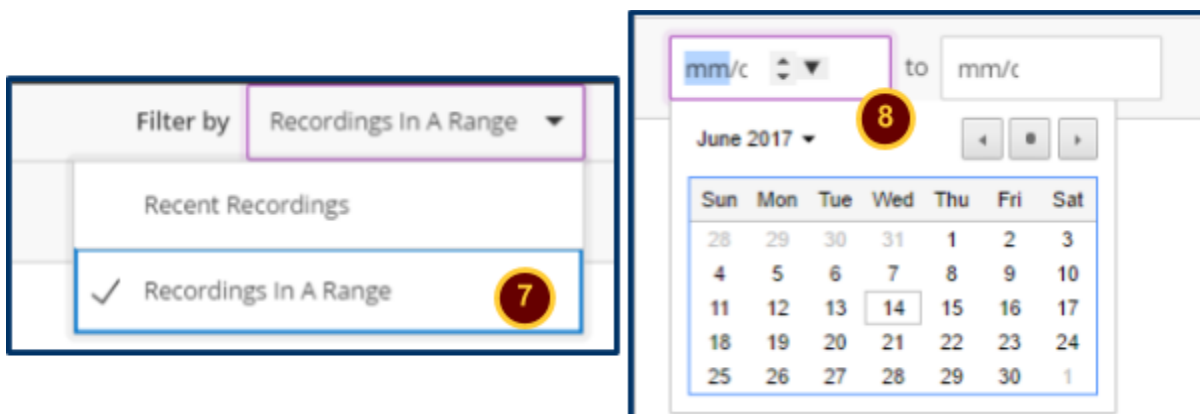 Filter by Recordings In A Range
Recent Recordings
Recordings In A Range
7
mm/c to mm/c
8
June 2017
Sun Mon Tue Wed Thu Fri Sat
28 29 30 31 1 2 3
4 5 6 7 8 9 10
11 12 13 14 15 16 17
18 19 20 21 22 23 24
25 26 27 28 29 30 1